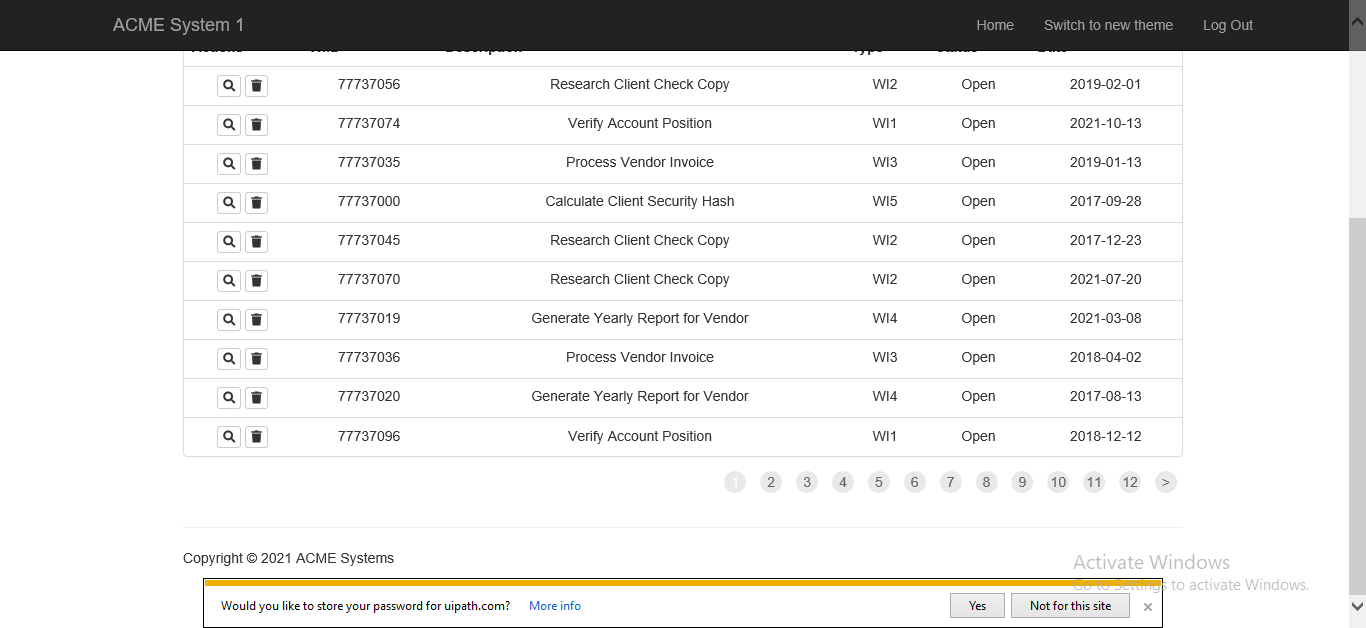 ACME System 1 Home Switch to new theme Log Out
Actions WIID Description Type Status Date
77737056 Research Client Check Copy WI2 Open 2019-02-01
77737074 Verify Account Position WI1 Open 2021-10-13
77737035 Process Vendor Invoice WI3 Open 2019-01-13
77737000 Calculate Client Security Hash WI5 Open 2017-09-28
77737045 Research Client Check Copy WI2 Open 2017-12-23
77737070 Research Client Check Copy WI2 Open 2021-07-20
77737019 Generate Yearly Report for Vendor WI4 Open 2021-03-08
77737036 Process Vendor Invoice WI3 Open 2018-04-02
77737020 Generate Yearly Report for Vendor WI4 Open 2017-08-13
77737096 Verify Account Position WI1 Open 2018-12-12
1 2 3 4 5 6 7 8 9 10 11 12 >
Copyright © 2021 ACME Systems
Activate Windows
Go to Settings to activate Windows.
Would you like to store your password for uipath.com? More info Yes Not for this site ×